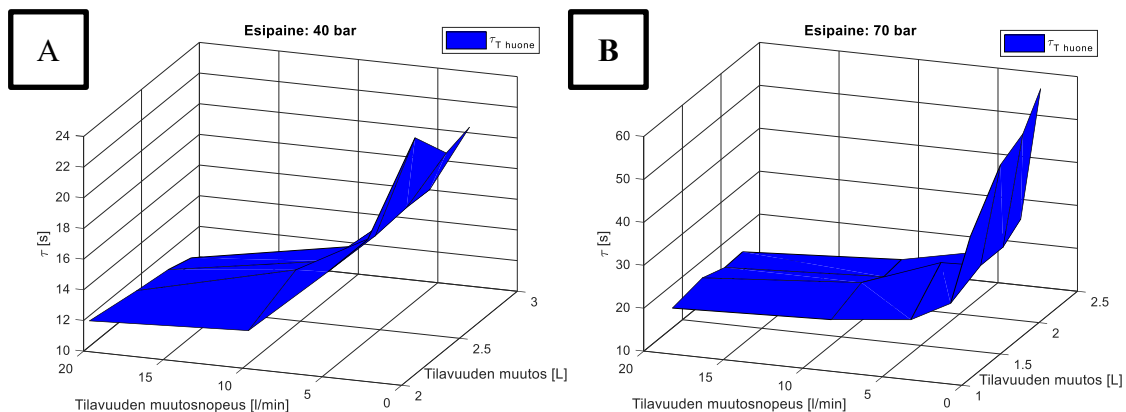 A
Esipaine: 40 bar
τT huone
24
22
20
18
16
14
12
10
τ [s]
20
15
10
5
0
Tilavuuden muutosnopeus [l/min]
2
2.5
3
Tilavuuden muutos [L]
B
Esipaine: 70 bar
τT huone
60
50
40
30
20
10
τ [s]
20
15
10
5
0
Tilavuuden muutosnopeus [l/min]
1
1.5
2
2.5
Tilavuuden muutos [L]